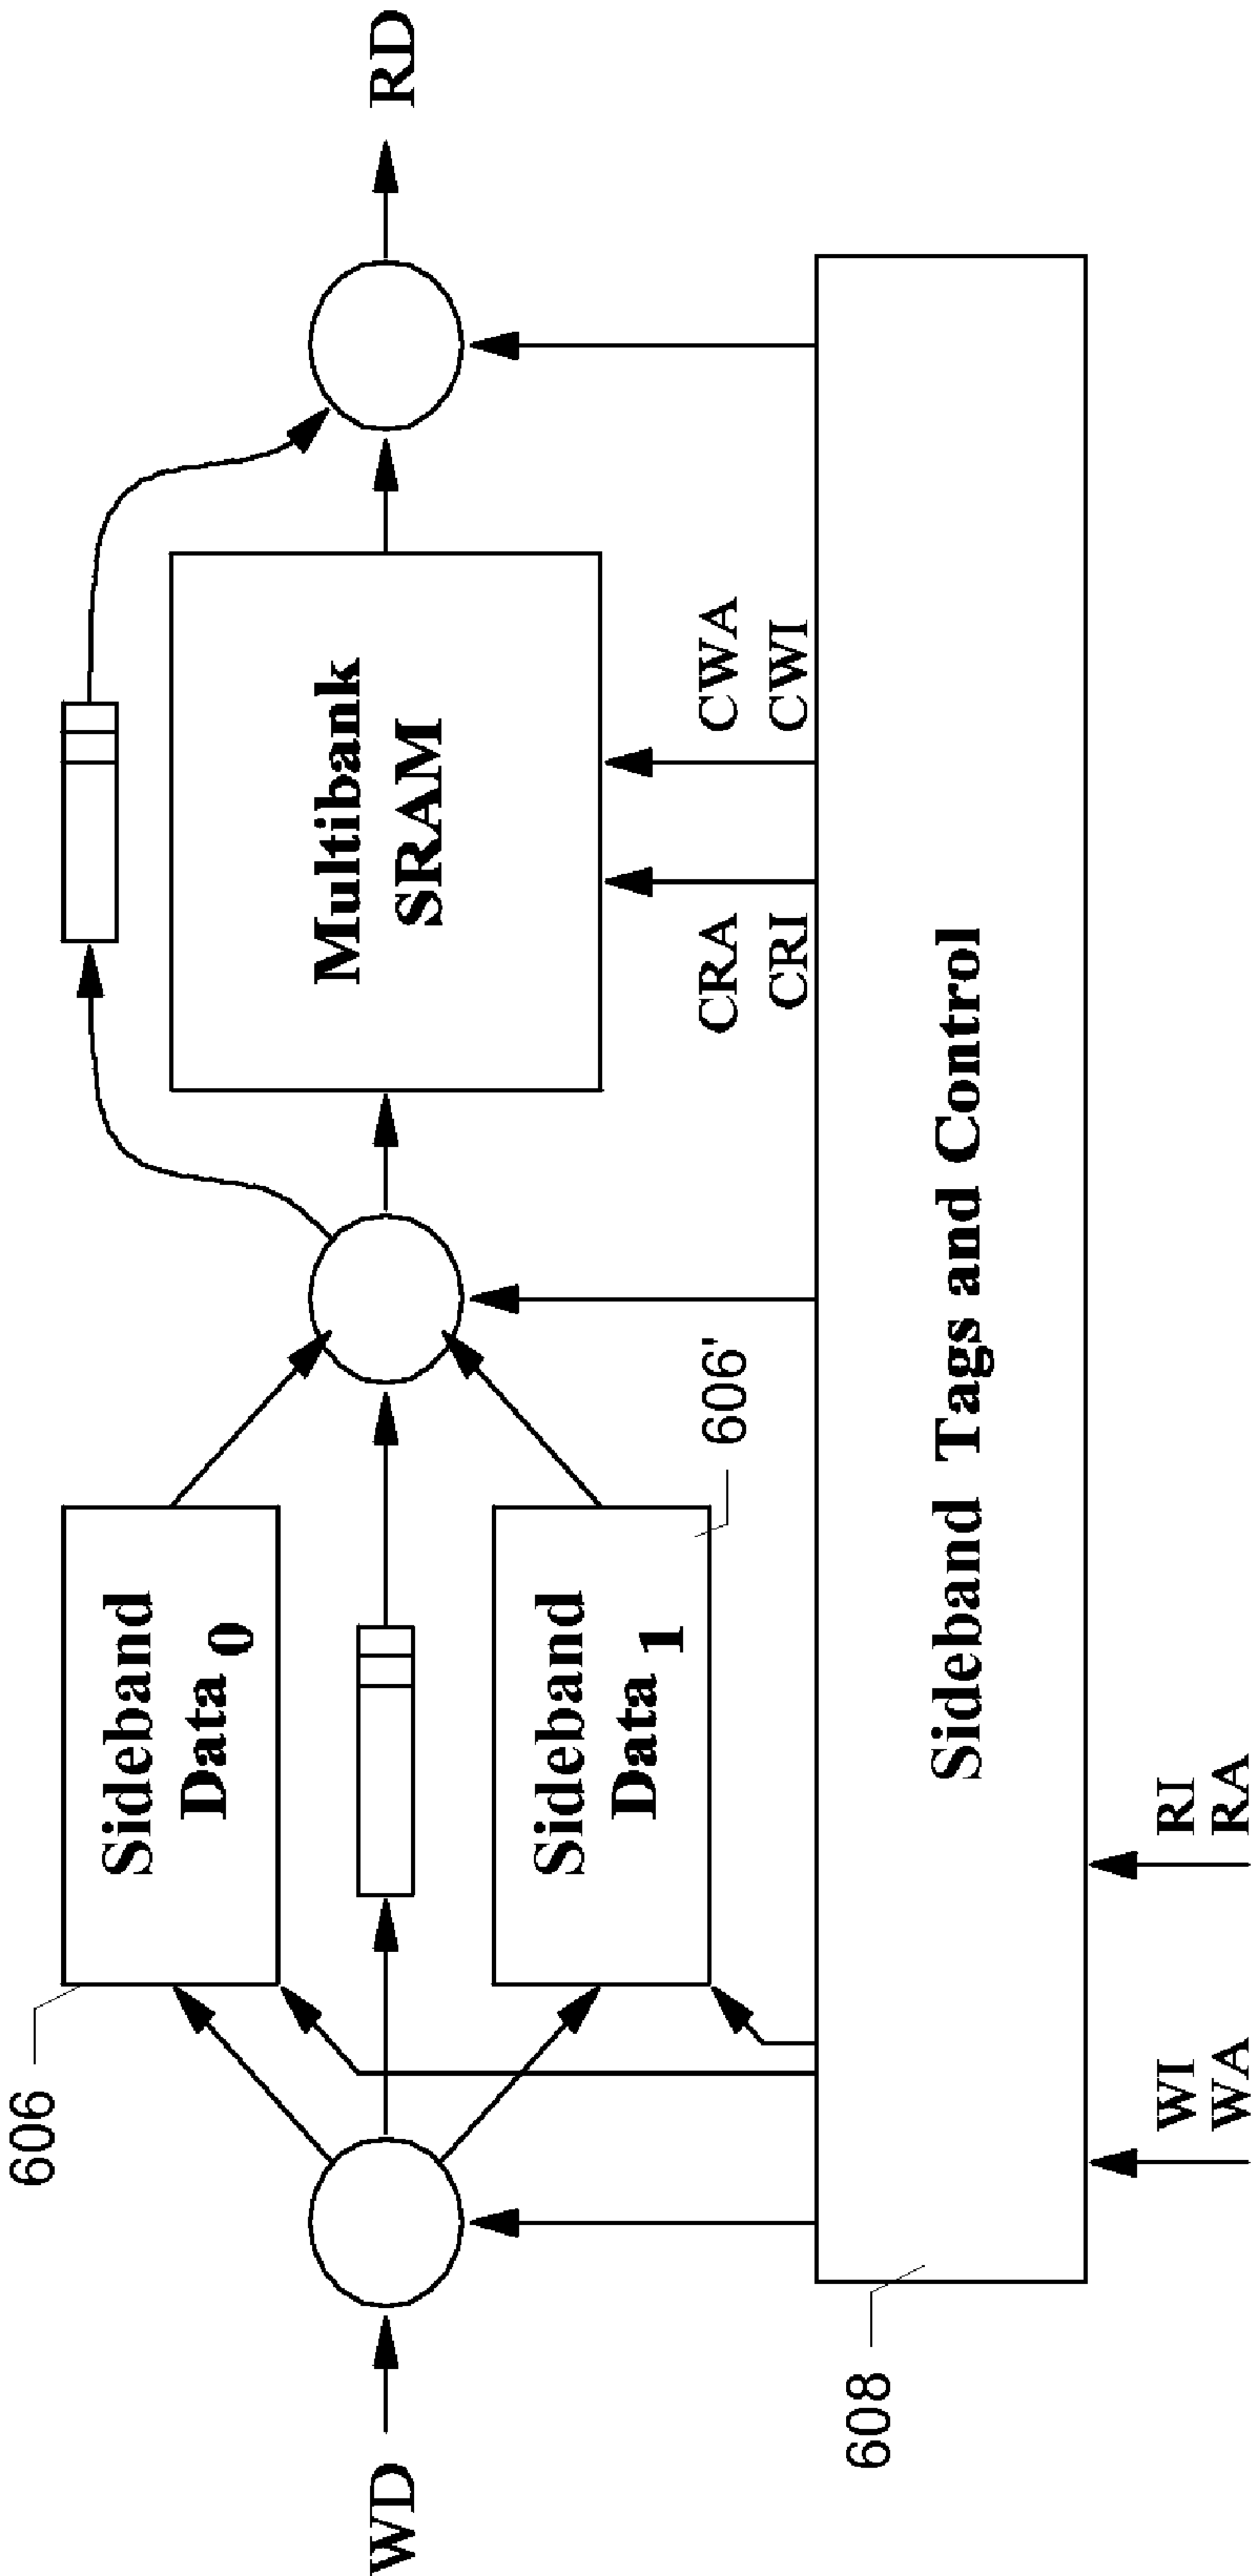 606
Sideband
Data 0
Multibank
SRAM
WD
RD
Sideband
Data 1
606'
CRA
CRI
CWA
CWI
608
Sideband Tags and Control
WI
WA
RI
RA